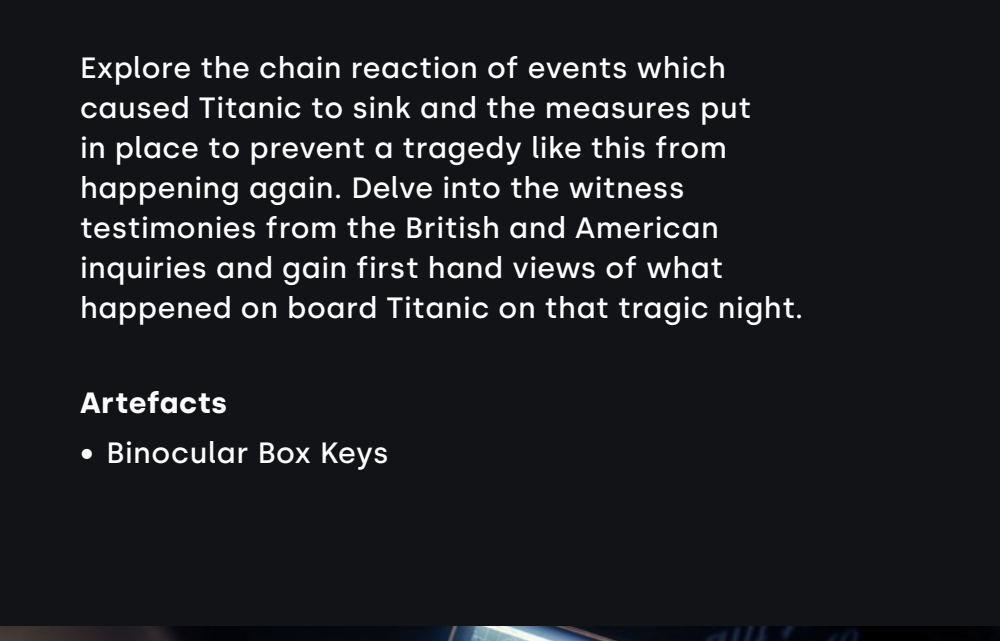 Explore the chain reaction of events which
caused Titanic to sink and the measures put
in place to prevent a tragedy like this from
happening again. Delve into the witness
testimonies from the British and American
inquiries and gain first hand views of what
happened on board Titanic on that tragic night.
Artefacts
• Binocular Box Keys